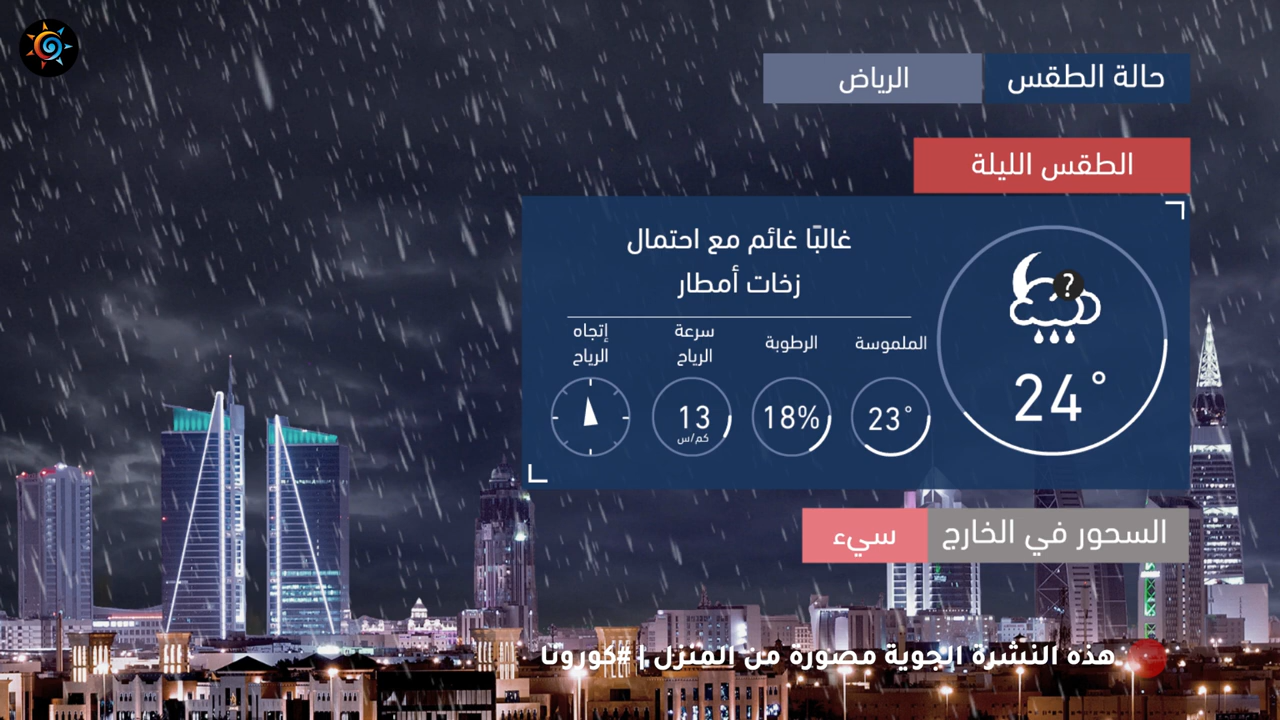 حالة الطقس
الرياض
الطقس الليلة
غالبًا غائم مع احتمال
زخات أمطار
?
24°
الملموسة
23°
الرطوبة
18%
سرعة
الرياح
13
كم/س
إتجاه
الرياح
السحور في الخارج
سيء
هذه النشرة الجوية مصورة من المنزل | #كورونا